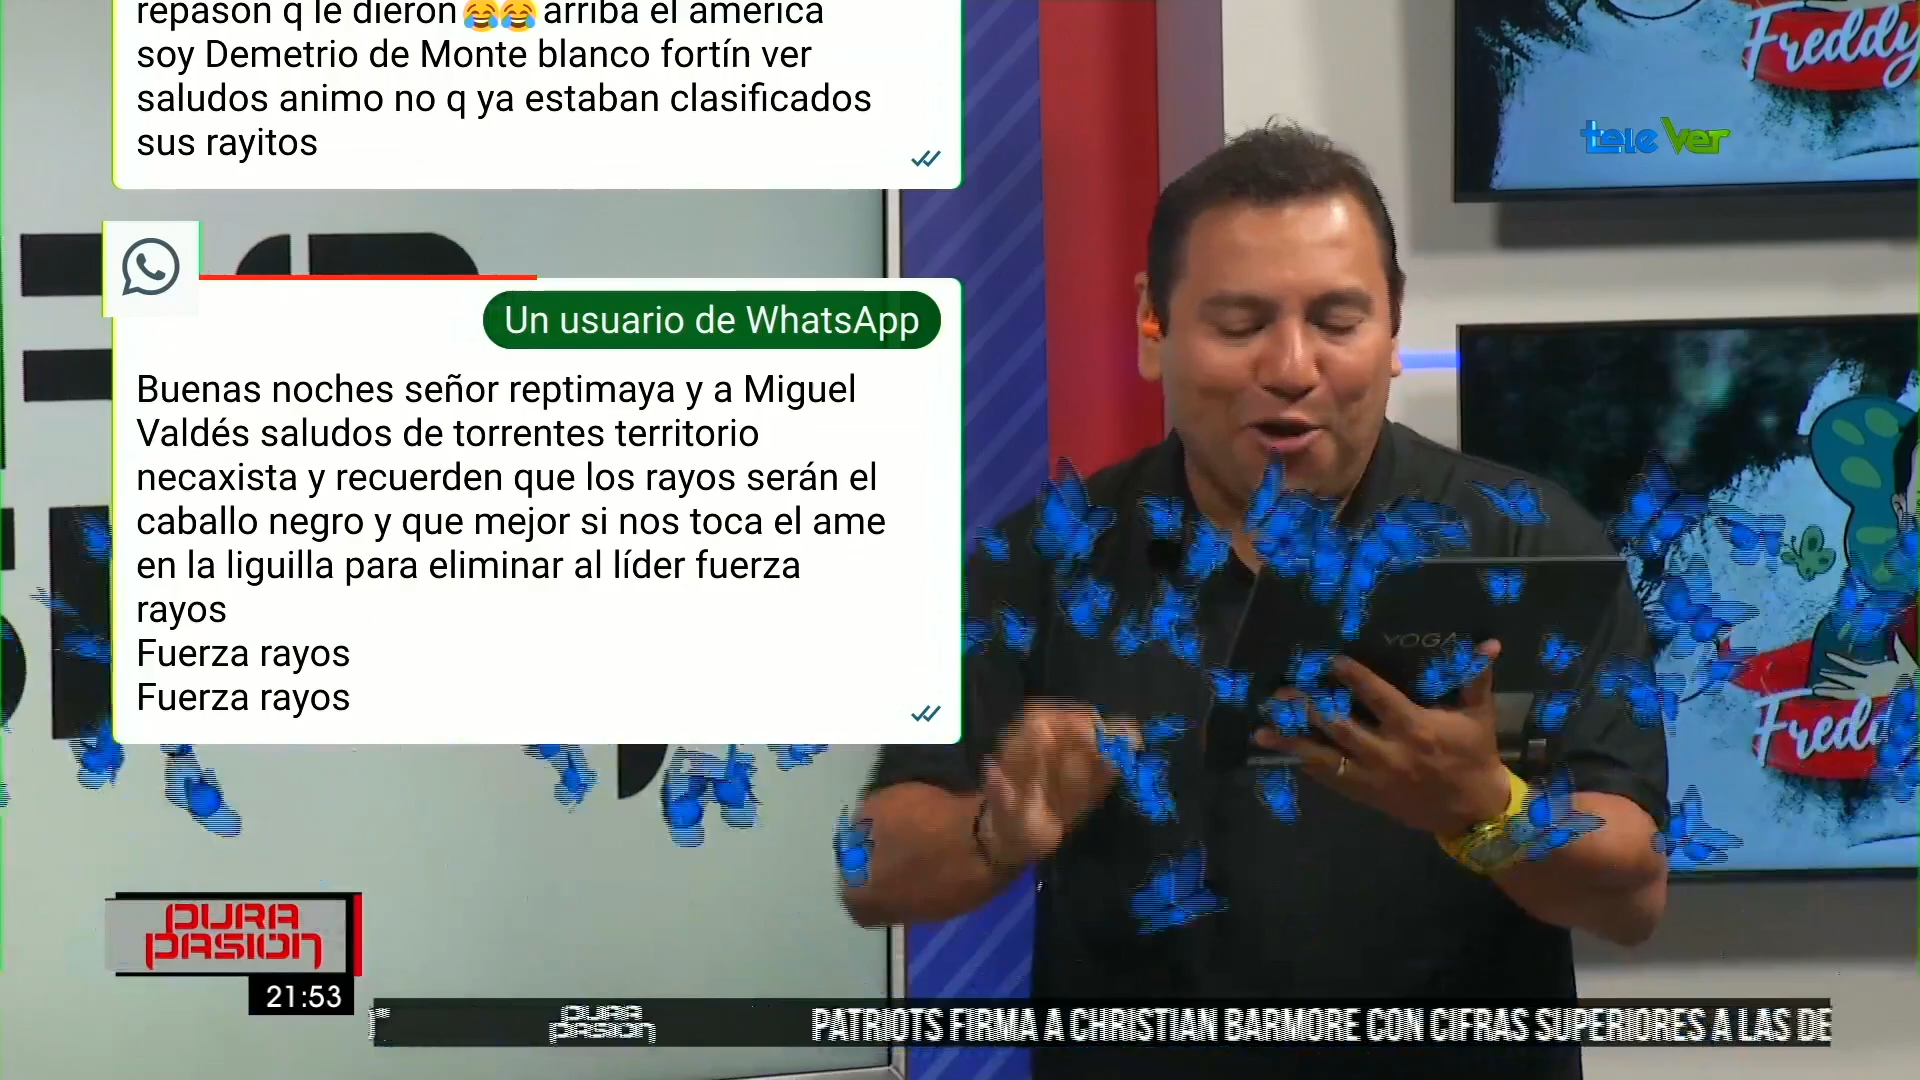 repasón q le dieron😂😂 arriba el américa
soy Demetrio de Monte blanco fortín ver
saludos animo no q ya estaban clasificados
sus rayitos
Un usuario de WhatsApp
Buenas noches señor reptimaya y a Miguel
Valdés saludos de torrentes territorio
necaxista y recuerden que los rayos serán el
caballo negro y que mejor si nos toca el ame
en la liguilla para eliminar al líder fuerza
rayos
Fuerza rayos
Fuerza rayos
Freddy
tele Ver
YOGA
Fredd
PURA
PASION
21:53
PURA
PASION
PATRIOTS FIRMA A CHRISTIAN BARMORE CON CIFRAS SUPERIORES A LAS DE